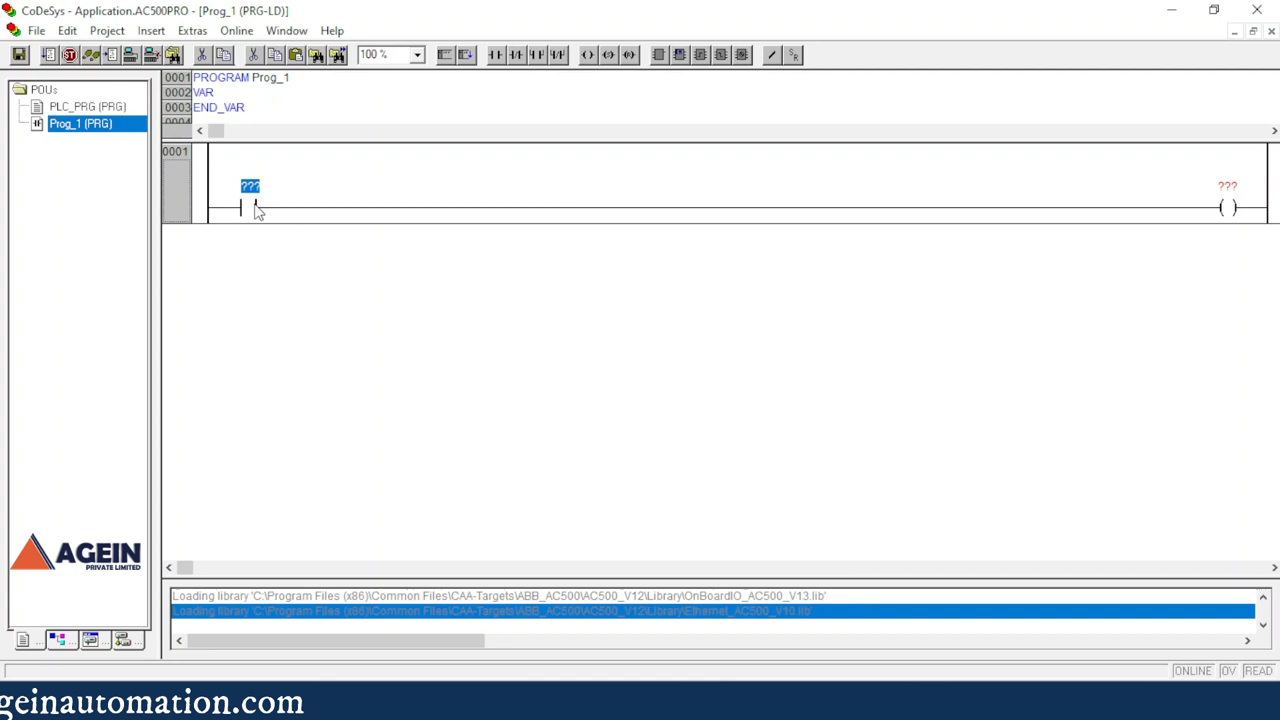 CoDeSys - Application.AC500PRO - [Prog_1 (PRG-LD)]
File Edit Project Insert Extras Online Window Help
100 %
POUs
PLC_PRG (PRG)
Prog_1 (PRG)
0001 PROGRAM Prog_1
0002 VAR
0003 END_VAR
0004
0001
??? ???
AGEIN
PRIVATE LIMITED
Loading library 'C:\Program Files (x86)\Common Files\CAA-Targets\ABB_AC500\AC500_V12\Library\OnBoardIO_AC500_V13.lib'
Loading library 'C:\Program Files (x86)\Common Files\CAA-Targets\ABB_AC500\AC500_V12\Library\Ethernet_AC500_V10.lib'
ONLINE OV READ
geinautomation.com